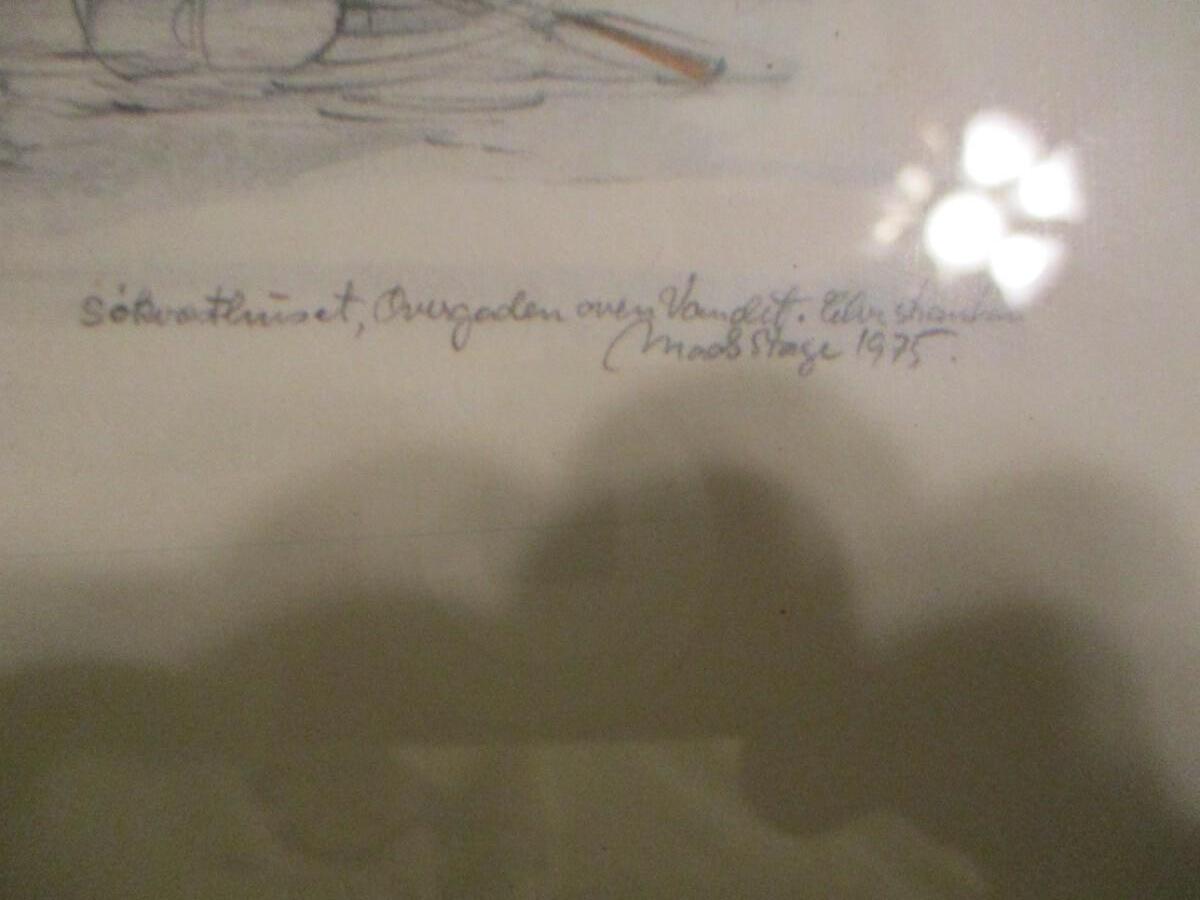 Søkvæsthuset, Overgaden oven Vandet.
Mads Stage 1975.